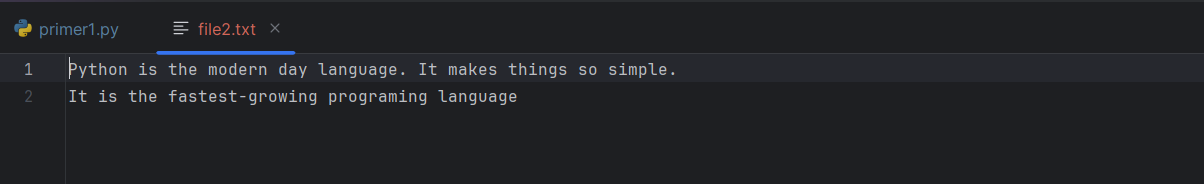 primer1.py file2.txt
1 Python is the modern day language. It makes things so simple.
2 It is the fastest-growing programing language